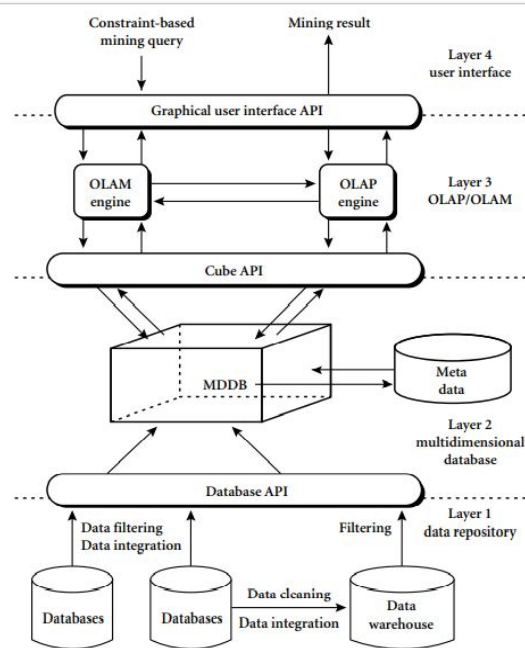 Constraint-based
mining query
Mining result
Layer 4
user interface
Graphical user interface API
OLAM
engine
OLAP
engine
Layer 3
OLAP/OLAM
Cube API
MDDB
Meta
data
Layer 2
multidimensional
database
Database API
Layer 1
data repository
Data filtering
Data integration
Filtering
Databases
Databases
Data cleaning
Data integration
Data
warehouse